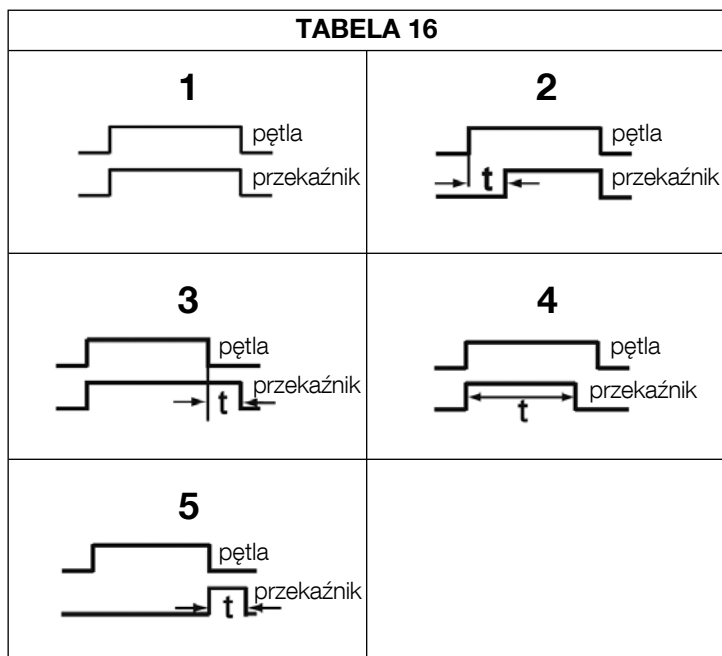 TABELA 16
1
pętla
przekaźnik
2
pętla
t
przekaźnik
3
pętla
przekaźnik
t
4
pętla
przekaźnik
t
5
pętla
przekaźnik
t